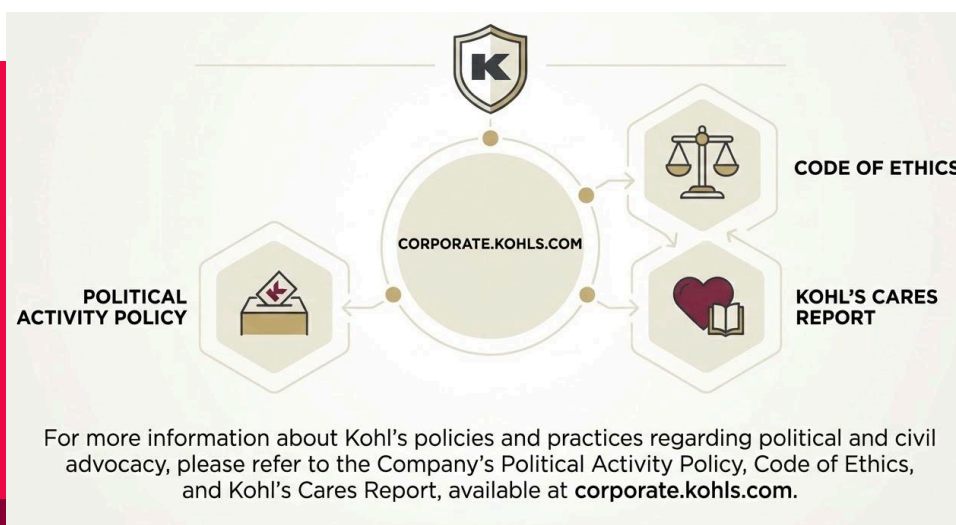 K
CODE OF ETHICS
CORPORATE.KOHLS.COM
POLITICAL
ACTIVITY POLICY
KOHL’S CARES
REPORT
For more information about Kohl’s policies and practices regarding political and civil
advocacy, please refer to the Company’s Political Activity Policy, Code of Ethics,
and Kohl’s Cares Report, available at corporate.kohls.com.